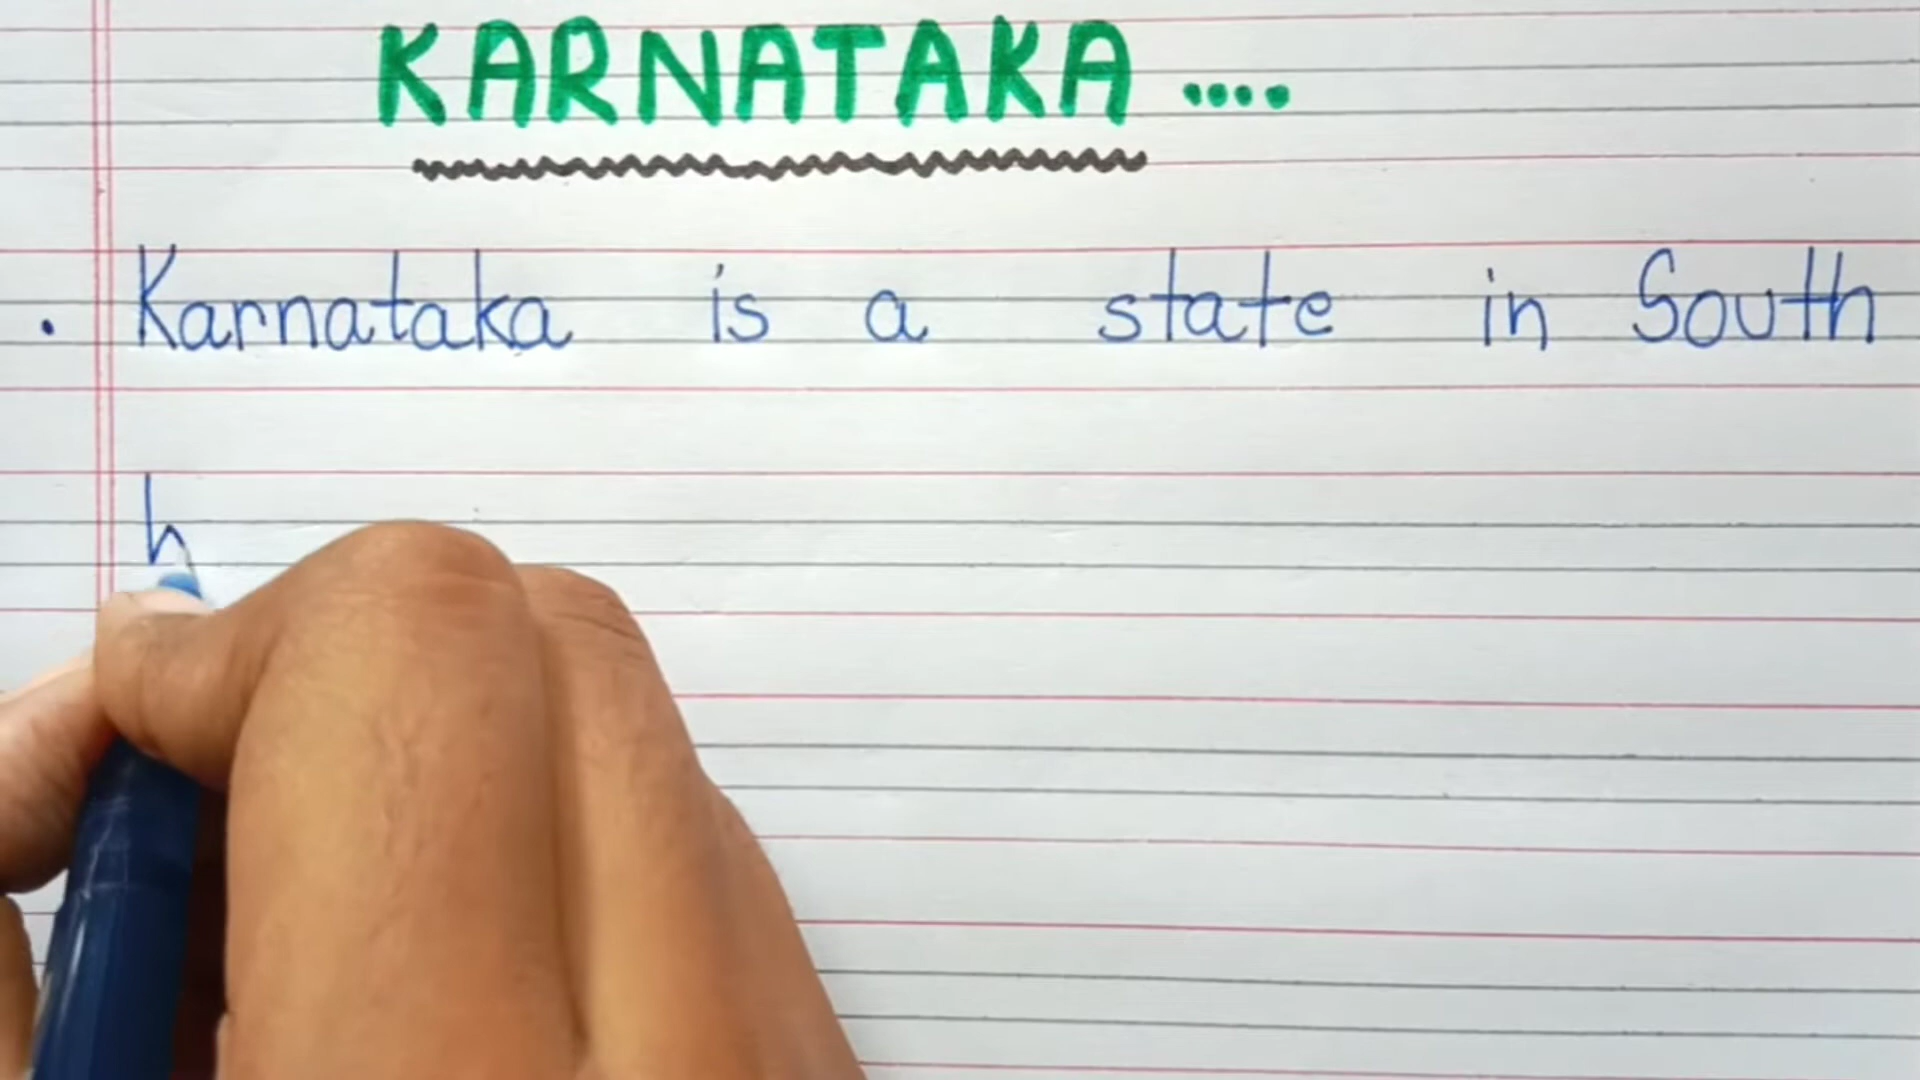 KARNATAKA ....
. Karnataka is a state in South
h